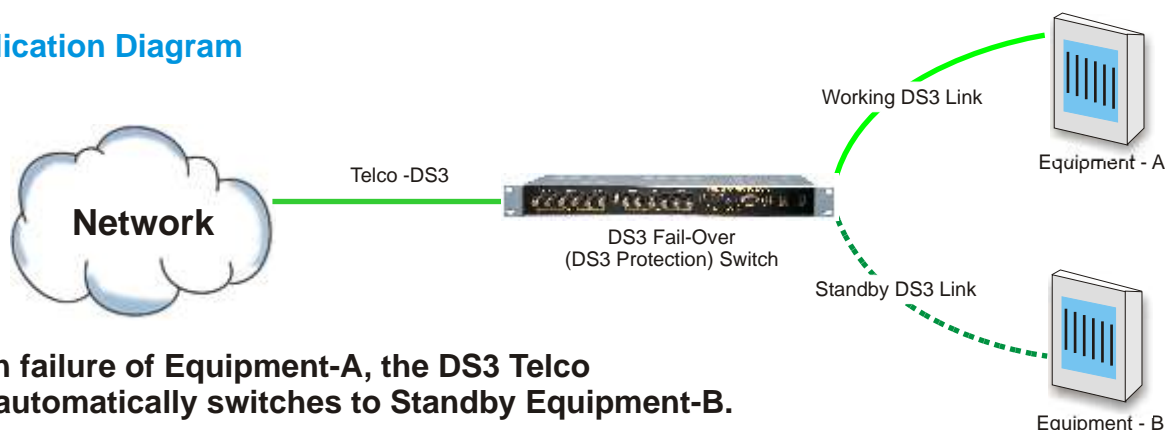 lication Diagram
Working DS3 Link
Equipment - A
Telco -DS3
Network
DS3 Fail-Over
(DS3 Protection) Switch
Standby DS3 Link
n failure of Equipment-A, the DS3 Telco
automatically switches to Standby Equipment-B.
Equipment - B